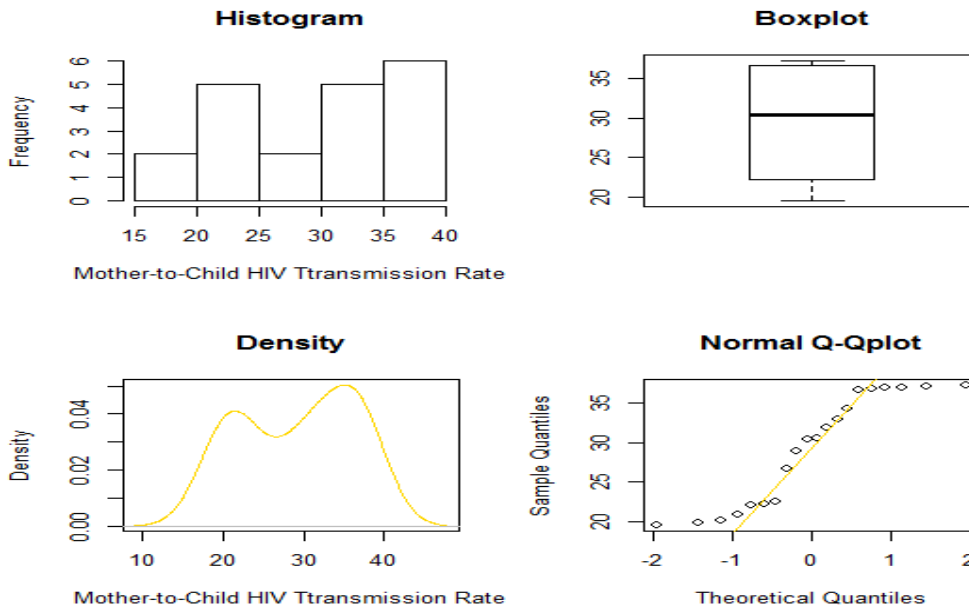 Histogram
Frequency
0 1 2 3 4 5 6
15 20 25 30 35 40
Mother-to-Child HIV Ttransmission Rate
Boxplot
20 25 30 35
Density
Density
0.00 0.02 0.04
10 20 30 40
Mother-to-Child HIV Ttransmission Rate
Normal Q-Qplot
Sample Quantiles
20 25 30 35
-2 -1 0 1 2
Theoretical Quantiles